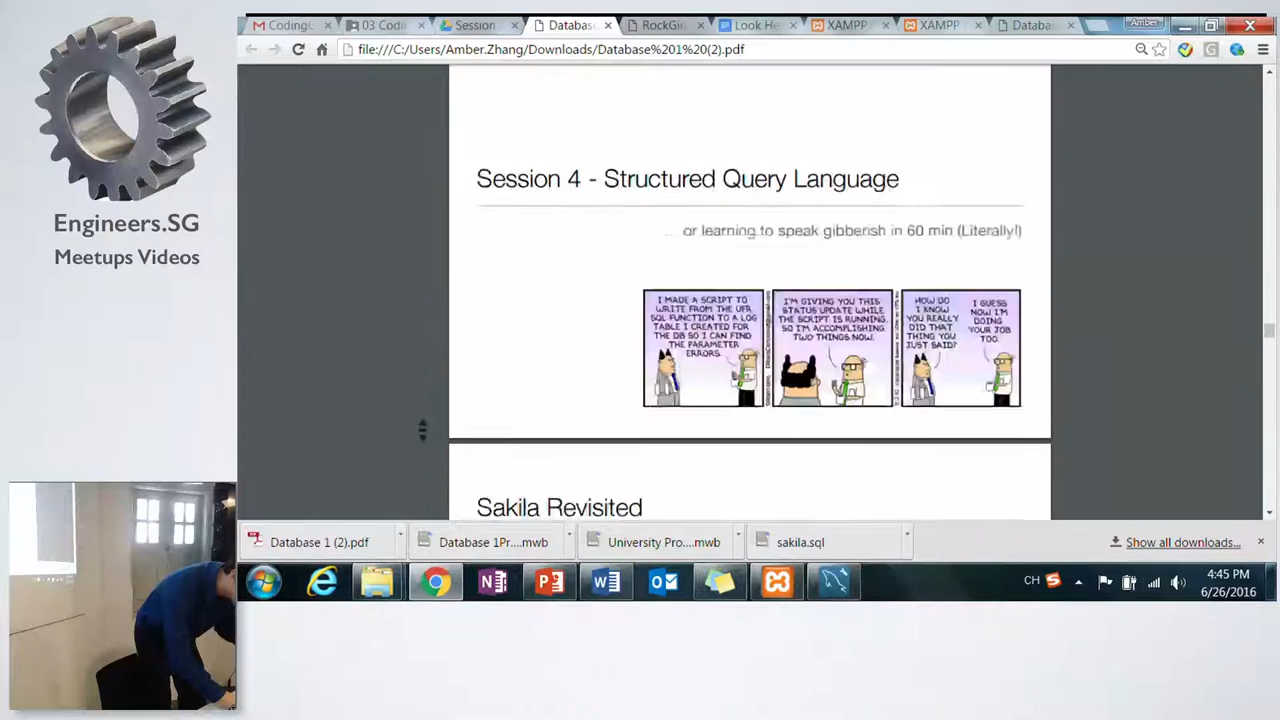 CodingG
03 Codi
Session
Database
RockGir
Look He
XAMPP
XAMPP
Databa
Amber
file:///C:/Users/Amber.Zhang/Downloads/Database%201%20(2).pdf
Session 4 - Structured Query Language
... or learning to speak gibberish in 60 min (Literally!)
I MADE A SCRIPT TO
WRITE FROM THE UFR
SQL FUNCTION TO A LOG
TABLE I CREATED FOR
THE DB SO I CAN FIND
THE PARAMETER
ERRORS.
I'M GIVING YOU THIS
STATUS UPDATE WHILE
THE SCRIPT IS RUNNING,
SO I'M ACCOMPLISHING
TWO THINGS NOW.
HOW DO
I KNOW
YOU REALLY
DID THAT
THING YOU
JUST SAID?
I GUESS
NOW I'M
DOING
YOUR JOB
TOO.
Sakila Revisited
Engineers.SG
Meetups Videos
Database 1 (2).pdf
Database 1Pr....mwb
University Pro....mwb
sakila.sql
Show all downloads...
CH
4:45 PM
6/26/2016